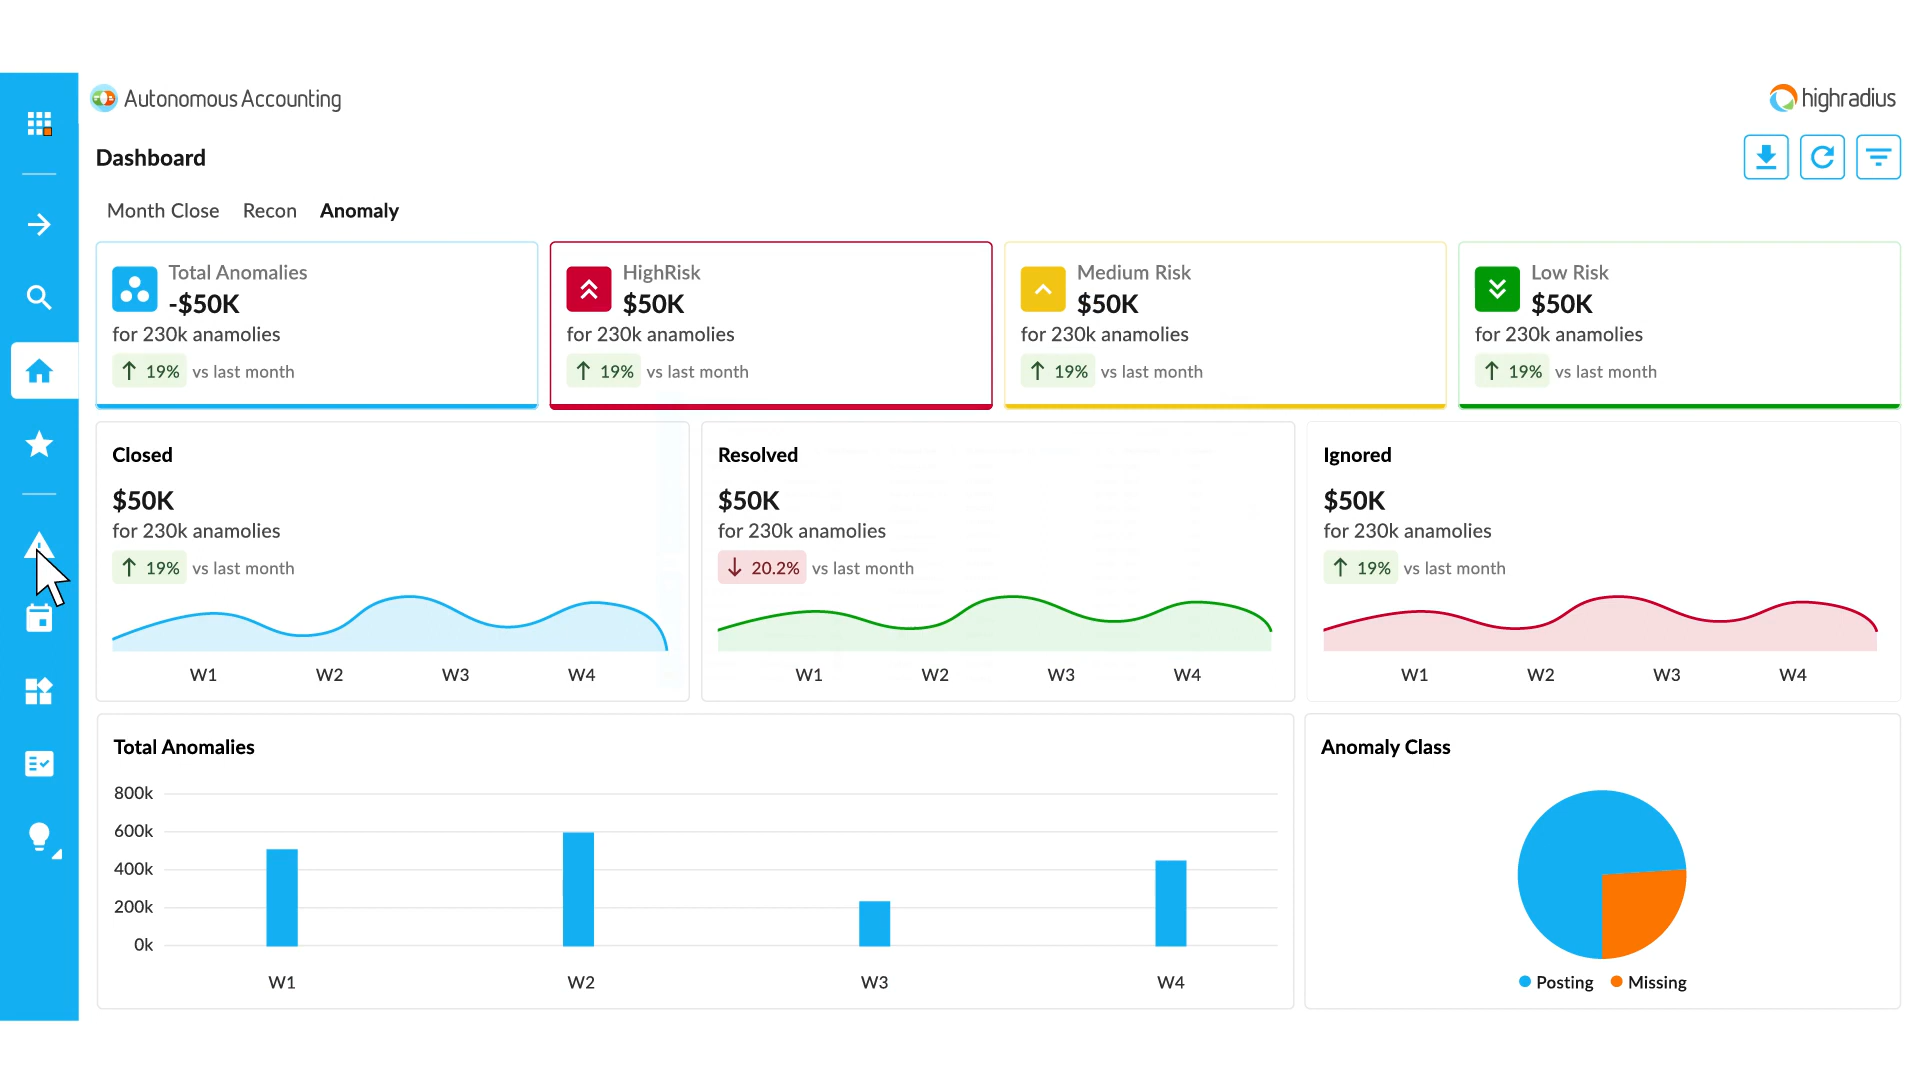 Autonomous Accounting
highradius
Dashboard
Month Close Recon Anomaly
Total Anomalies
-$50K
for 230k anamolies
19% vs last month
HighRisk
$50K
for 230k anamolies
19% vs last month
Medium Risk
$50K
for 230k anamolies
19% vs last month
Low Risk
$50K
for 230k anamolies
19% vs last month
Closed
$50K
for 230k anamolies
19% vs last month
W1 W2 W3 W4
Resolved
$50K
for 230k anamolies
20.2% vs last month
W1 W2 W3 W4
Ignored
$50K
for 230k anamolies
19% vs last month
W1 W2 W3 W4
Total Anomalies
800k
600k
400k
200k
0k
W1 W2 W3 W4
Anomaly Class
Posting Missing